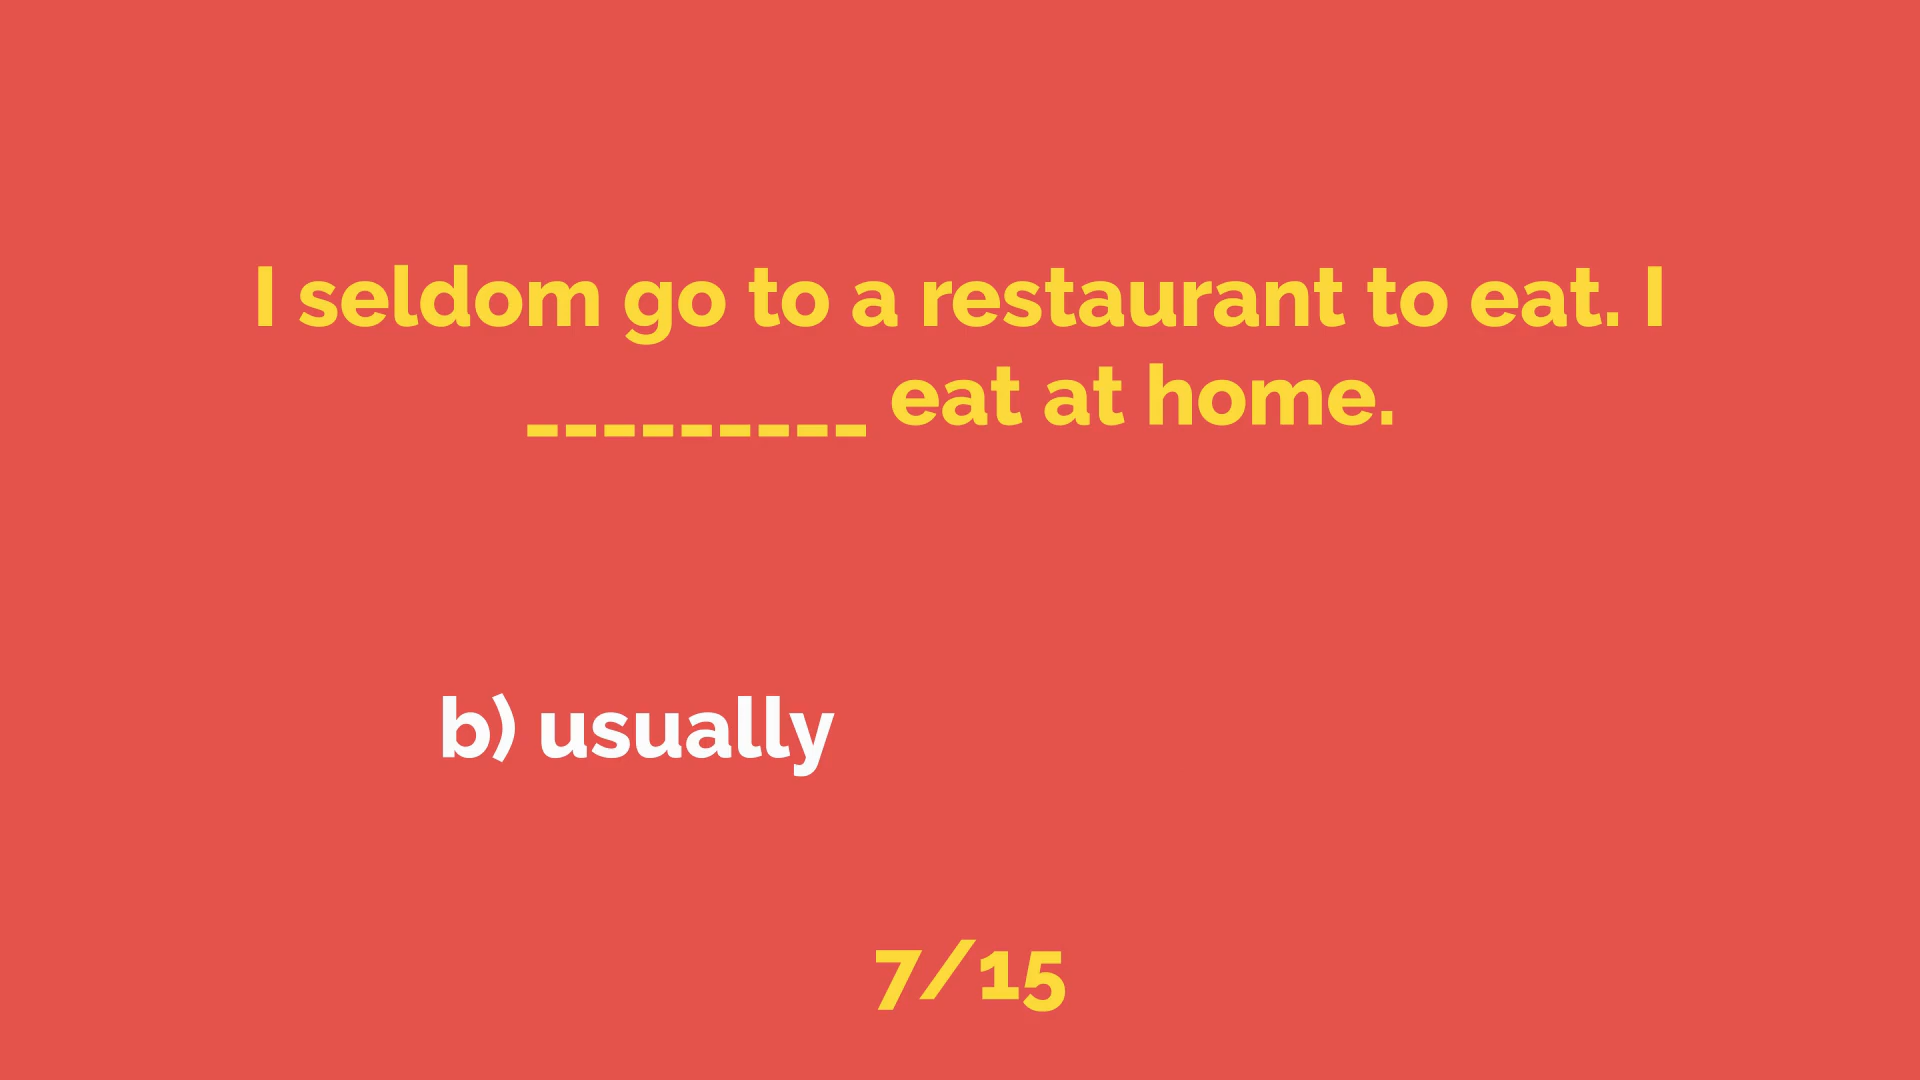 I seldom go to a restaurant to eat. I
_________ eat at home.
b) usually
7/15